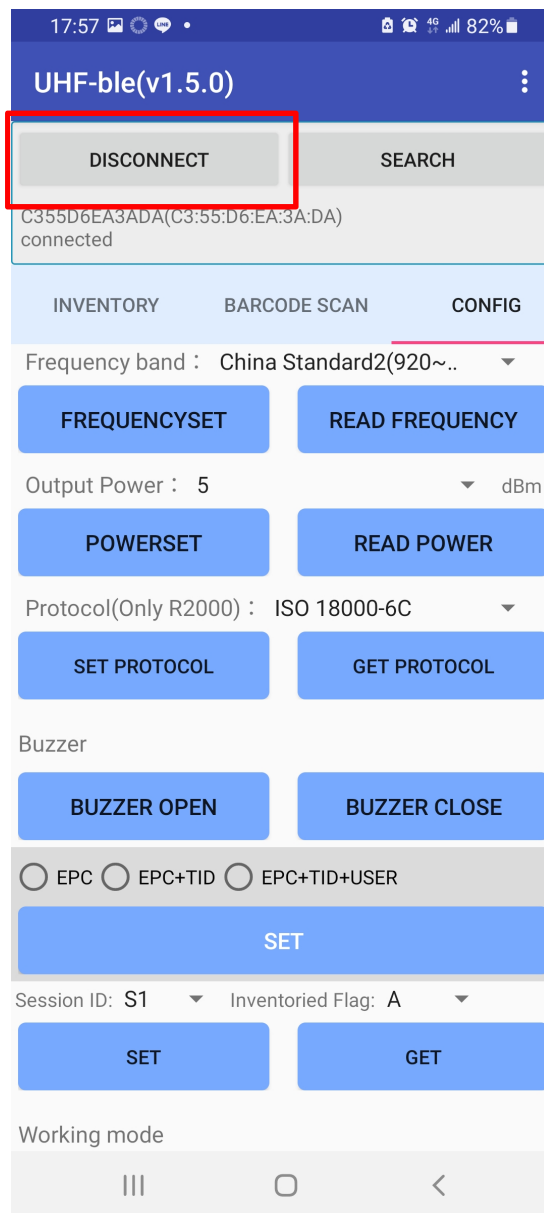 17:57 LINE 4G 82%
UHF-ble(v1.5.0)
DISCONNECT SEARCH
C355D6EA3ADA(C3:55:D6:EA:3A:DA)
connected
INVENTORY BARCODE SCAN CONFIG
Frequency band： China Standard2(920~..
FREQUENCYSET READ FREQUENCY
Output Power： 5 dBm
POWERSET READ POWER
Protocol(Only R2000)： ISO 18000-6C
SET PROTOCOL GET PROTOCOL
Buzzer
BUZZER OPEN BUZZER CLOSE
EPC EPC+TID EPC+TID+USER
SET
Session ID: S1 Inventoried Flag: A
SET GET
Working mode